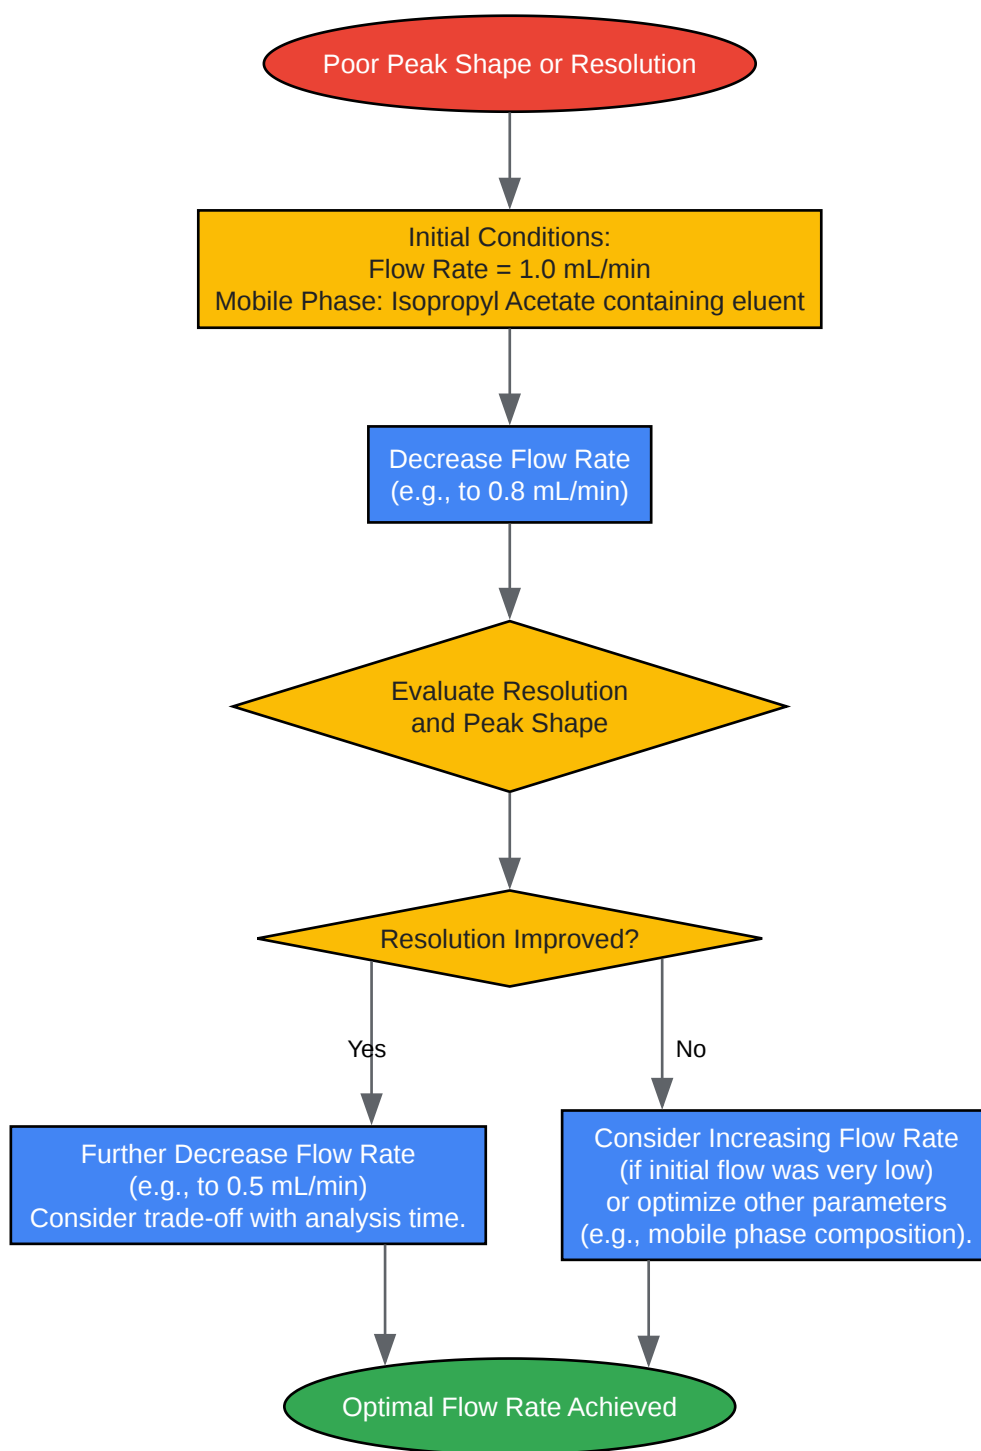 Poor Peak Shape or Resolution
Initial Conditions:
Flow Rate = 1.0 mL/min
Mobile Phase: Isopropyl Acetate containing eluent
Decrease Flow Rate
(e.g., to 0.8 mL/min)
Evaluate Resolution
and Peak Shape
Resolution Improved?
Yes
No
Further Decrease Flow Rate
(e.g., to 0.5 mL/min)
Consider trade-off with analysis time.
Consider Increasing Flow Rate
(if initial flow was very low)
or optimize other parameters
(e.g., mobile phase composition).
Optimal Flow Rate Achieved